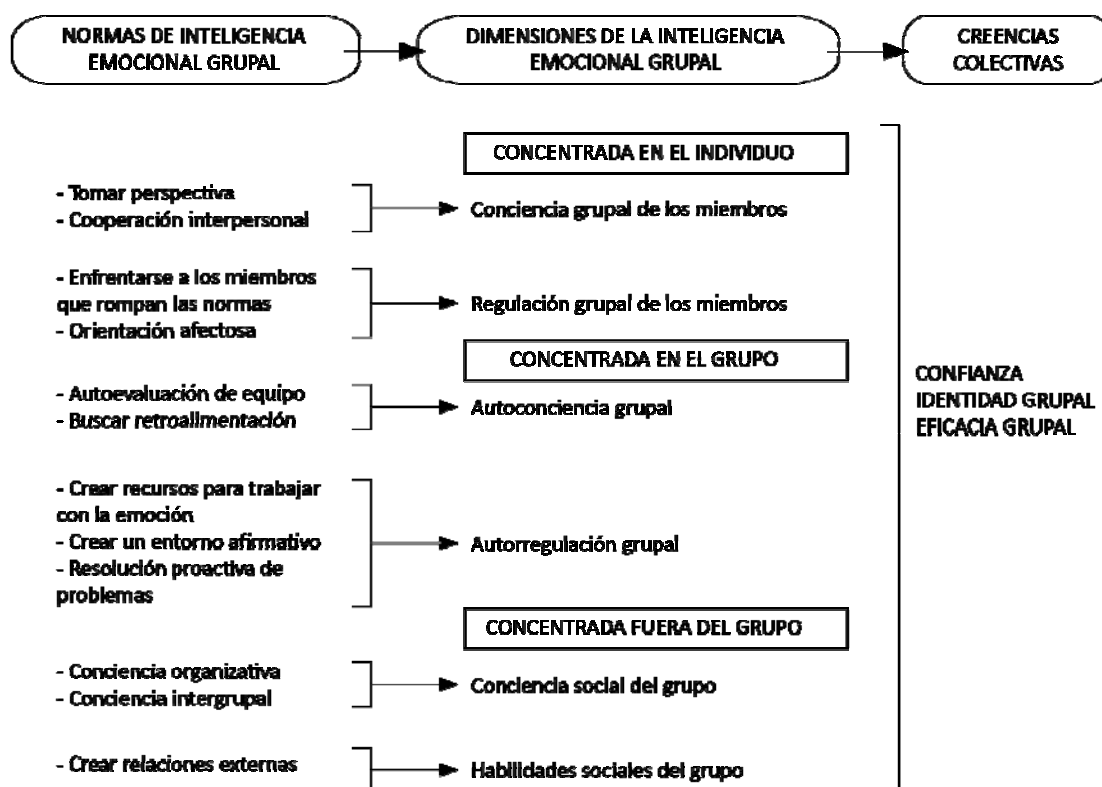 NORMAS DE INTELIGENCIA
EMOCIONAL GRUPAL
DIMENSIONES DE LA INTELIGENCIA
EMOCIONAL GRUPAL
CREENCIAS
COLECTIVAS
CONCENTRADA EN EL INDIVIDUO
- Tomar perspectiva
- Cooperación interpersonal
Conciencia grupal de los miembros
- Enfrentarse a los miembros
que rompan las normas
- Orientación afectosa
Regulación grupal de los miembros
CONCENTRADA EN EL GRUPO
- Autoevaluación de equipo
- Buscar retroalimentación
Autoconciencia grupal
- Crear recursos para trabajar
con la emoción
- Crear un entorno afirmativo
- Resolución proactiva de
problemas
Autorregulación grupal
CONCENTRADA FUERA DEL GRUPO
- Conciencia organizativa
- Conciencia intergrupal
Conciencia social del grupo
- Crear relaciones externas
Habilidades sociales del grupo
CONFIANZA
IDENTIDAD GRUPAL
EFICACIA GRUPAL